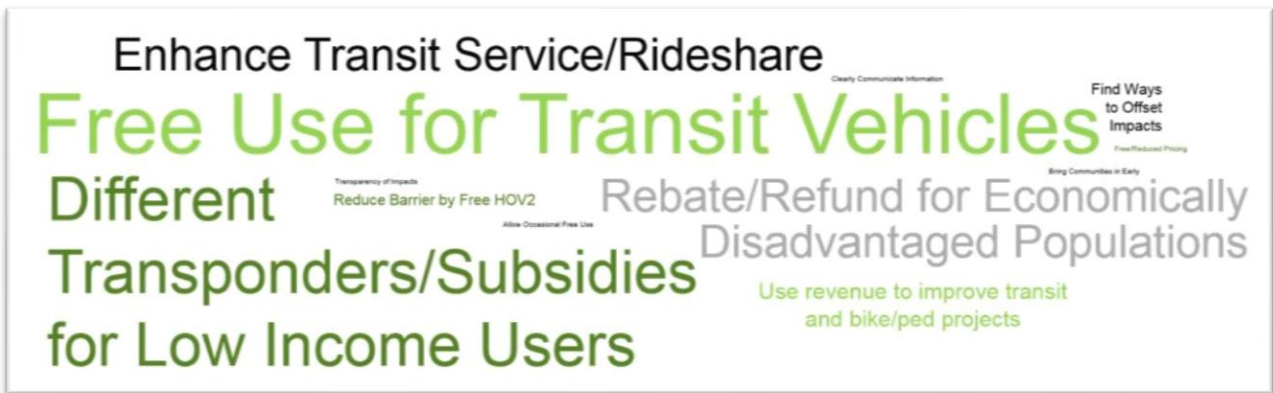 Enhance Transit Service/Rideshare
Clearly Communicate Information
Free Use for Transit Vehicles
Find Ways
to Offset
Impacts
Free/Reduced Pricing
Bring Communities in Early
Different
Transponders/Subsidies
for Low Income Users
Transparency of Impacts
Reduce Barrier by Free HOV2
Allow Occasional Free Use
Rebate/Refund for Economically
Disadvantaged Populations
Use revenue to improve transit
and bike/ped projects